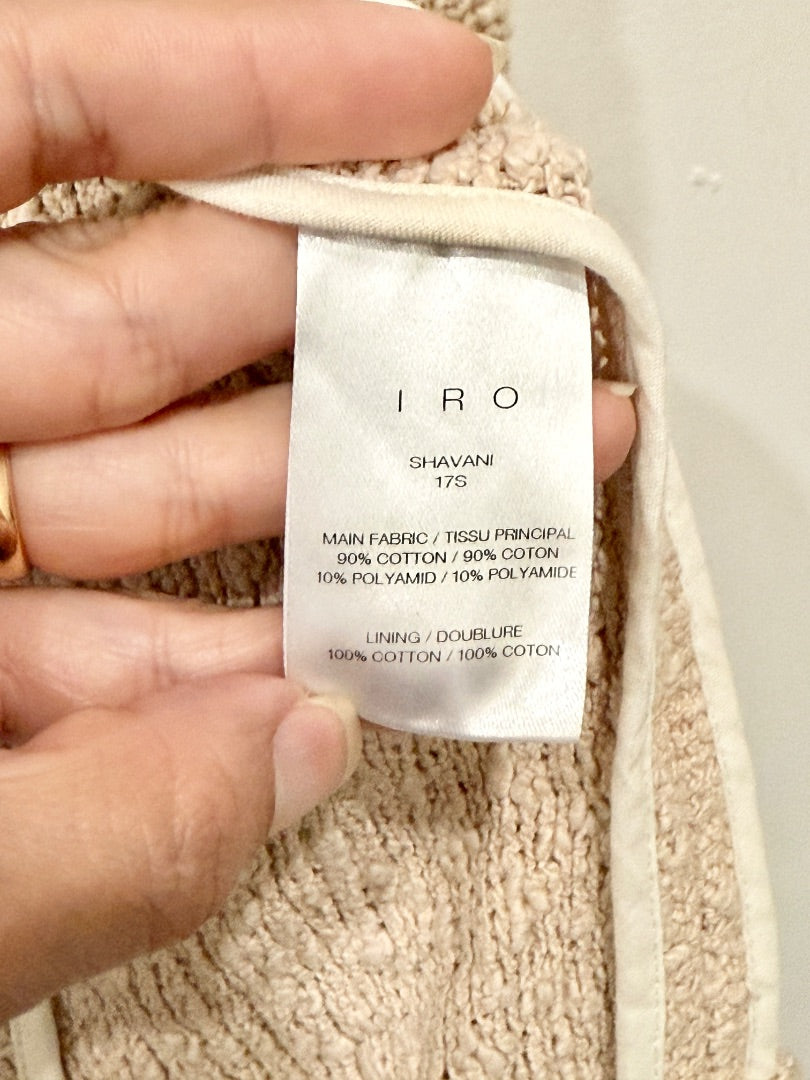 IRO
SHAVANI
17S
MAIN FABRIC / TISSU PRINCIPAL
90% COTTON / 90% COTON
10% POLYAMID / 10% POLYAMIDE
LINING / DOUBLURE
100% COTTON / 100% COTON